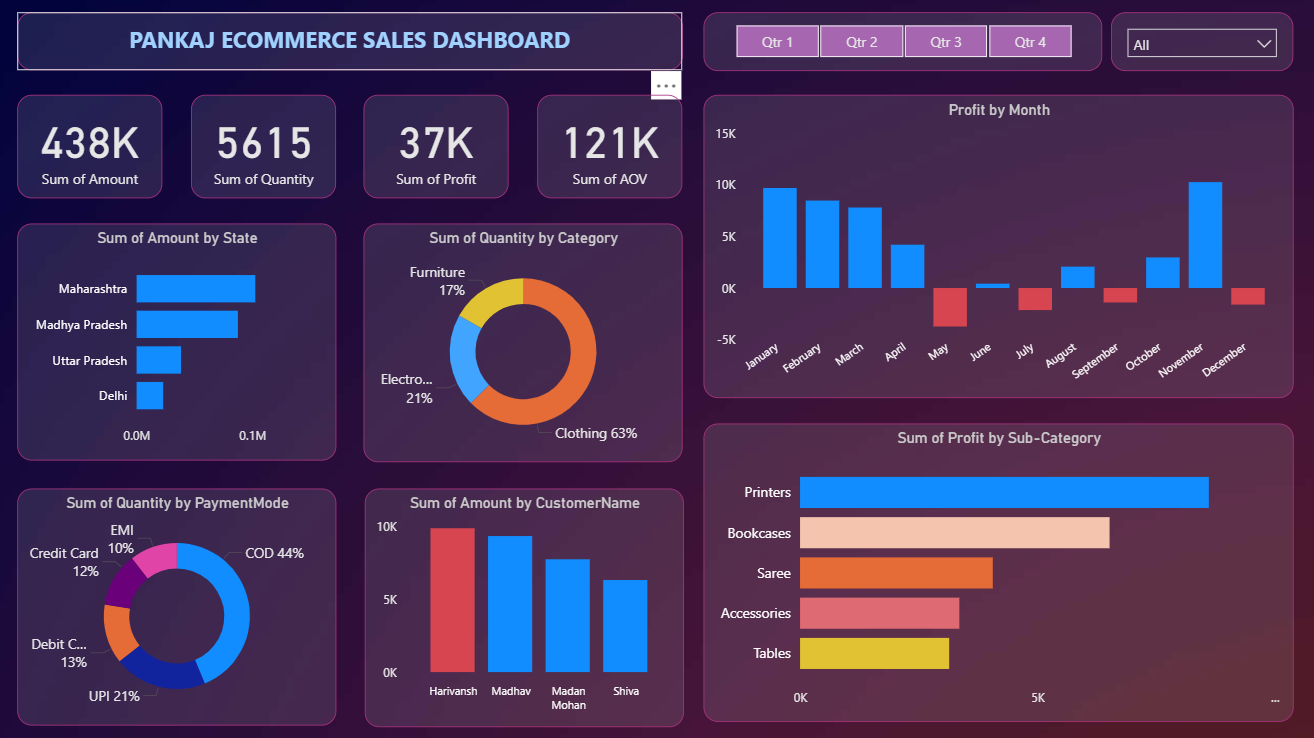 PANKAJ ECOMMERCE SALES DASHBOARD
Qtr 1
Qtr 2
Qtr 3
Qtr 4
All
...
438K
Sum of Amount
5615
Sum of Quantity
37K
Sum of Profit
121K
Sum of AOV
Sum of Amount by State
Maharashtra
Madhya Pradesh
Uttar Pradesh
Delhi
0.0M
0.1M
Sum of Quantity by Category
Furniture
17%
Electro...
21%
Clothing 63%
Profit by Month
15K
10K
5K
0K
-5K
January
February
March
April
May
June
July
August
September
October
November
December
Sum of Quantity by PaymentMode
EMI
10%
Credit Card
12%
COD 44%
Debit C...
13%
UPI 21%
Sum of Amount by CustomerName
10K
5K
0K
Harivansh
Madhav
Madan
Mohan
Shiva
Sum of Profit by Sub-Category
Printers
Bookcases
Saree
Accessories
Tables
0K
5K
...